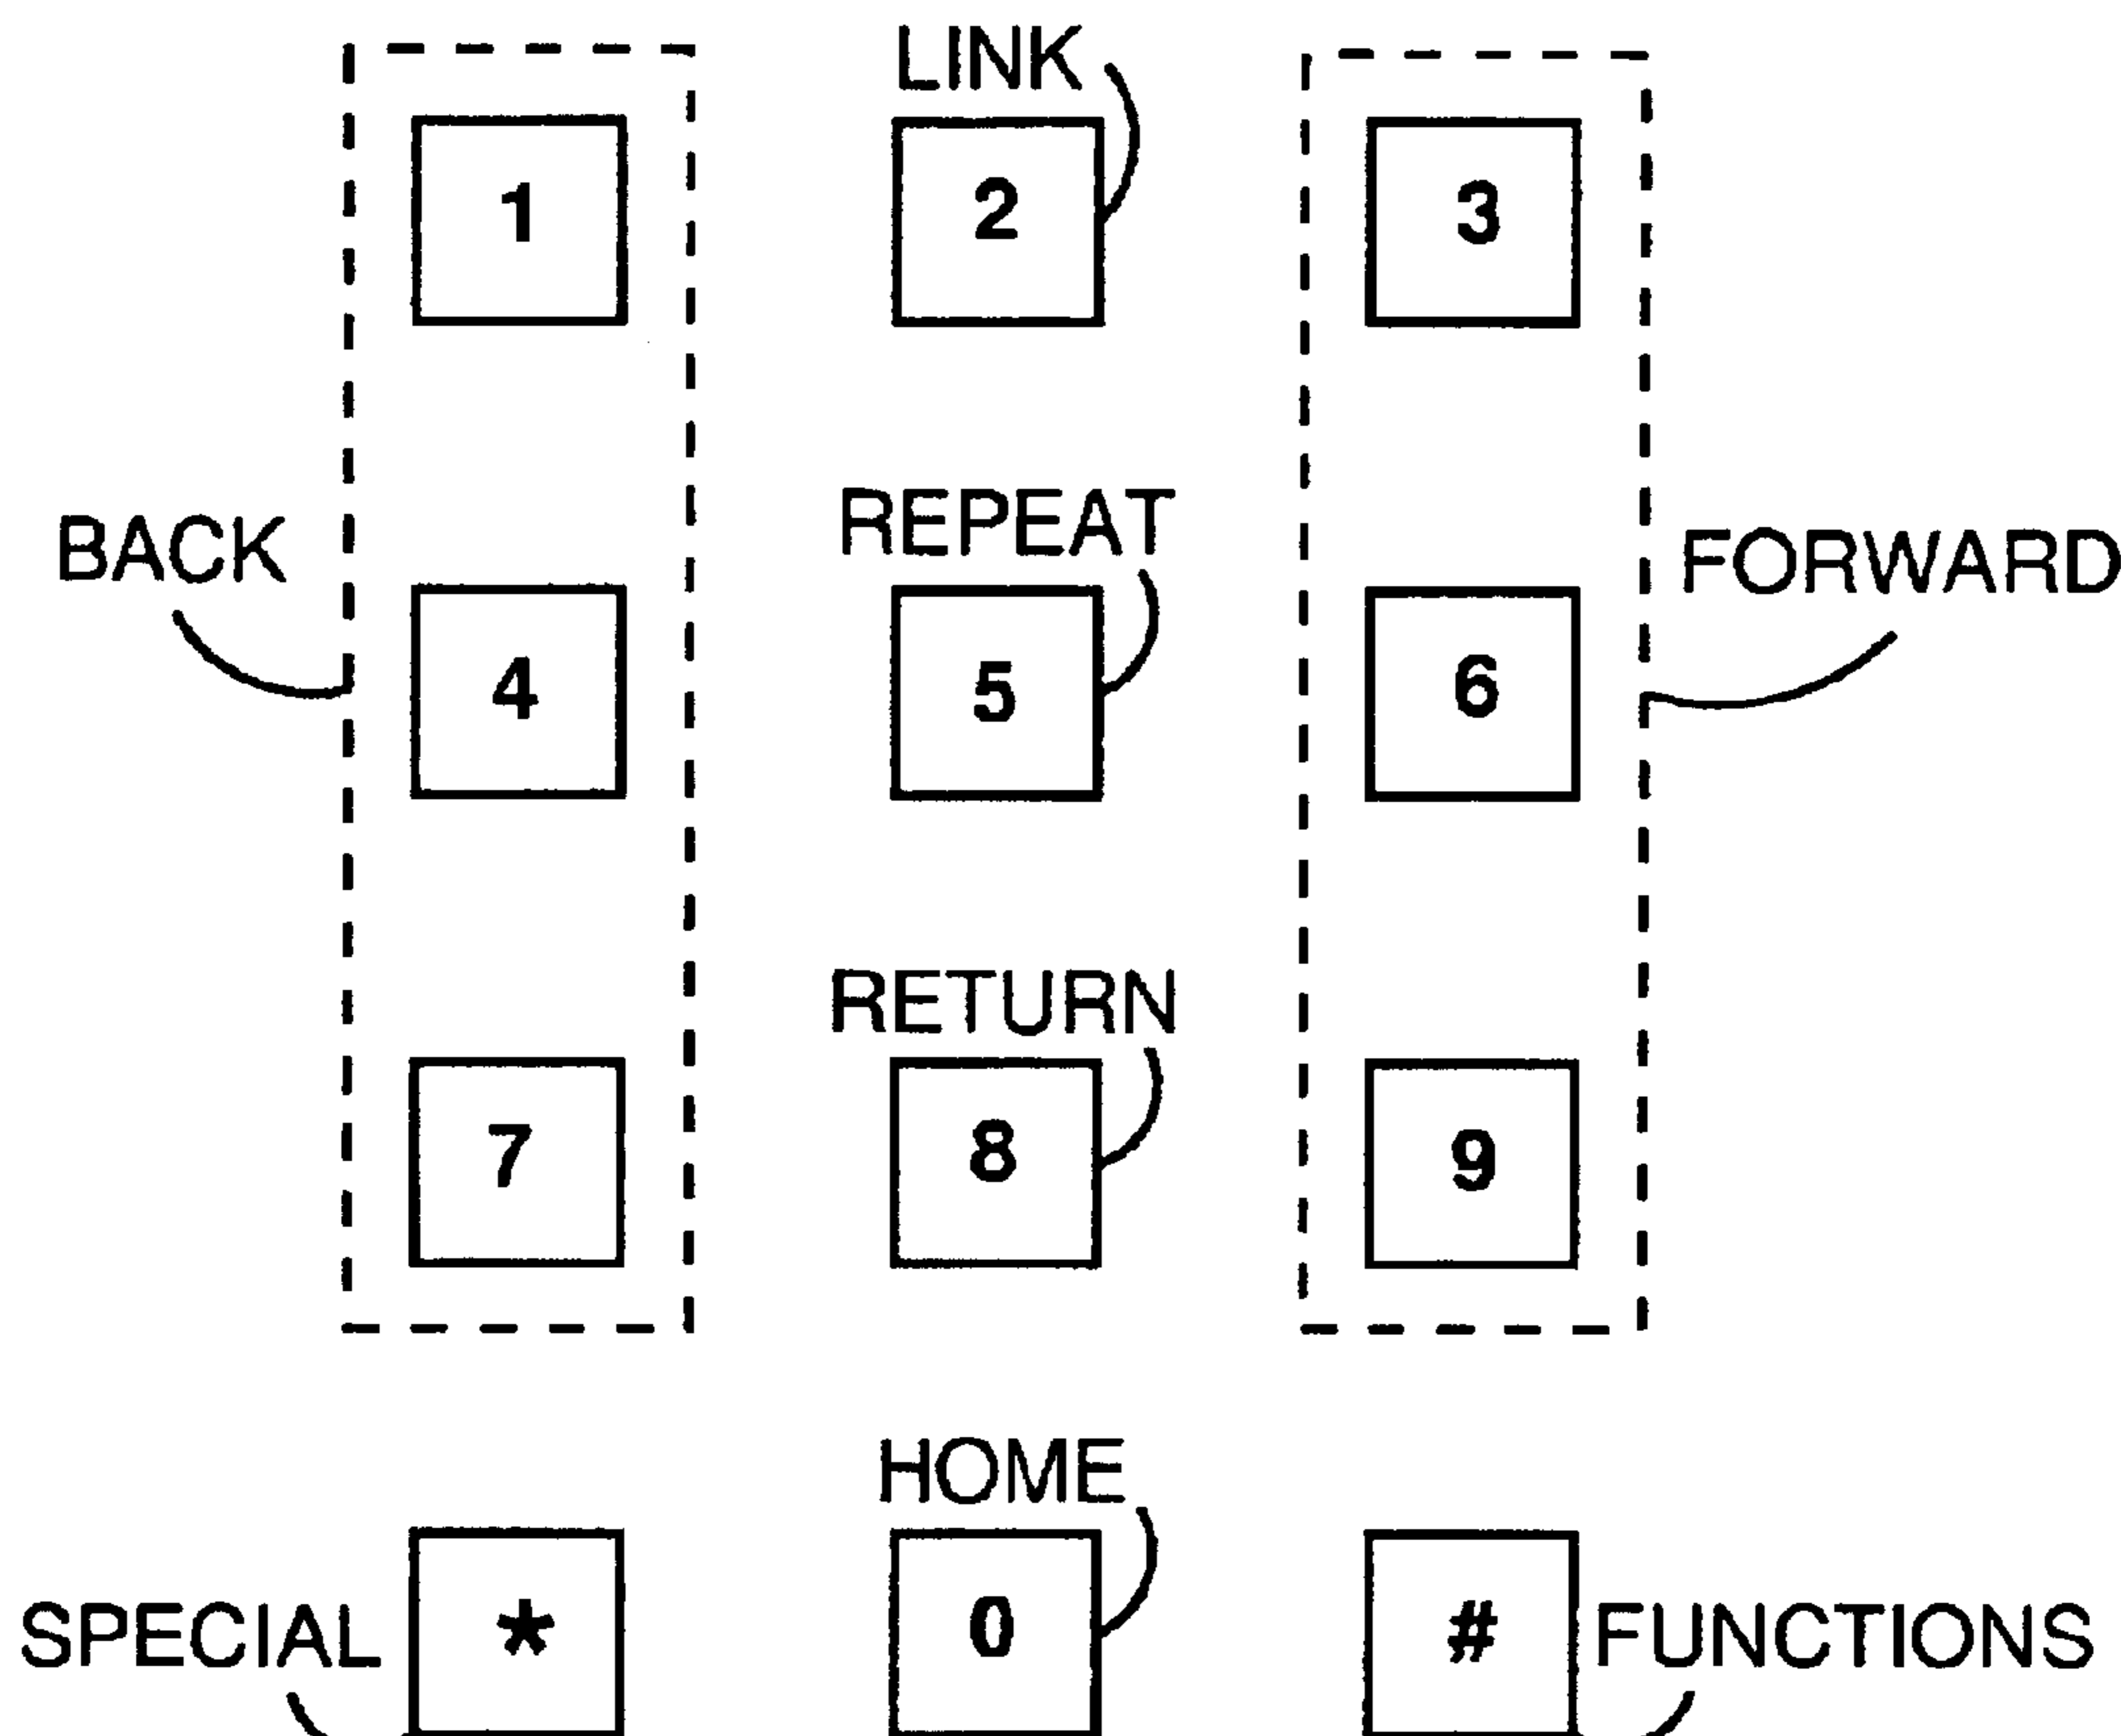 LINK
1 2 3
REPEAT
BACK FORWARD
4 5 6
RETURN
7 8 9
HOME
SPECIAL * 0 # FUNCTIONS